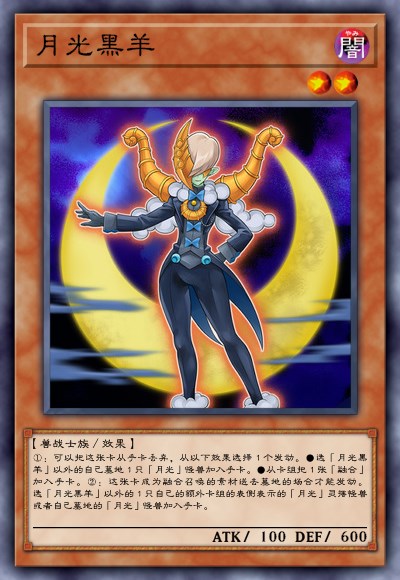 月光黑羊
やみ
闇
【兽战士族/效果】
①：可以把这张卡从手卡丢弃，从以下效果选择1个发动。●选「月光黑
羊」以外的自己墓地1只「月光」怪兽加入手卡。●从卡组把1张「融合」
加入手卡。②：这张卡成为融合召唤的素材送去墓地的场合才能发动。
选「月光黑羊」以外的1只自己的额外卡组的表侧表示的「月光」灵摆怪兽
或者自己墓地的「月光」怪兽加入手卡。
ATK/ 100 DEF/ 600